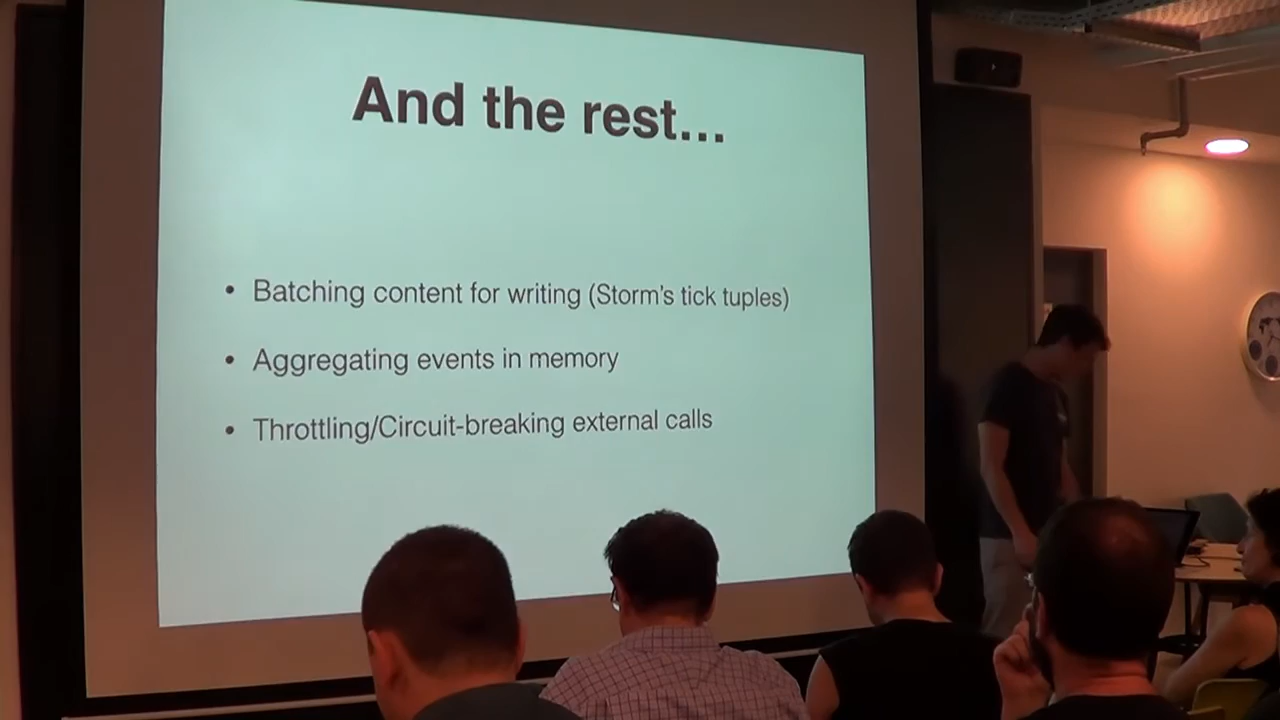 And the rest...
• Batching content for writing (Storm's tick tuples)
• Aggregating events in memory
• Throttling/Circuit-breaking external calls